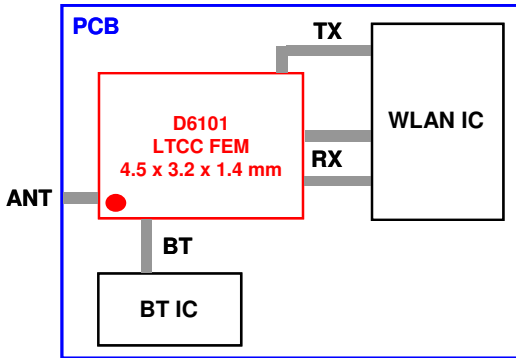 PCB
TX
D6101
LTCC FEM
4.5 x 3.2 x 1.4 mm
WLAN IC
RX
ANT
BT
BT IC